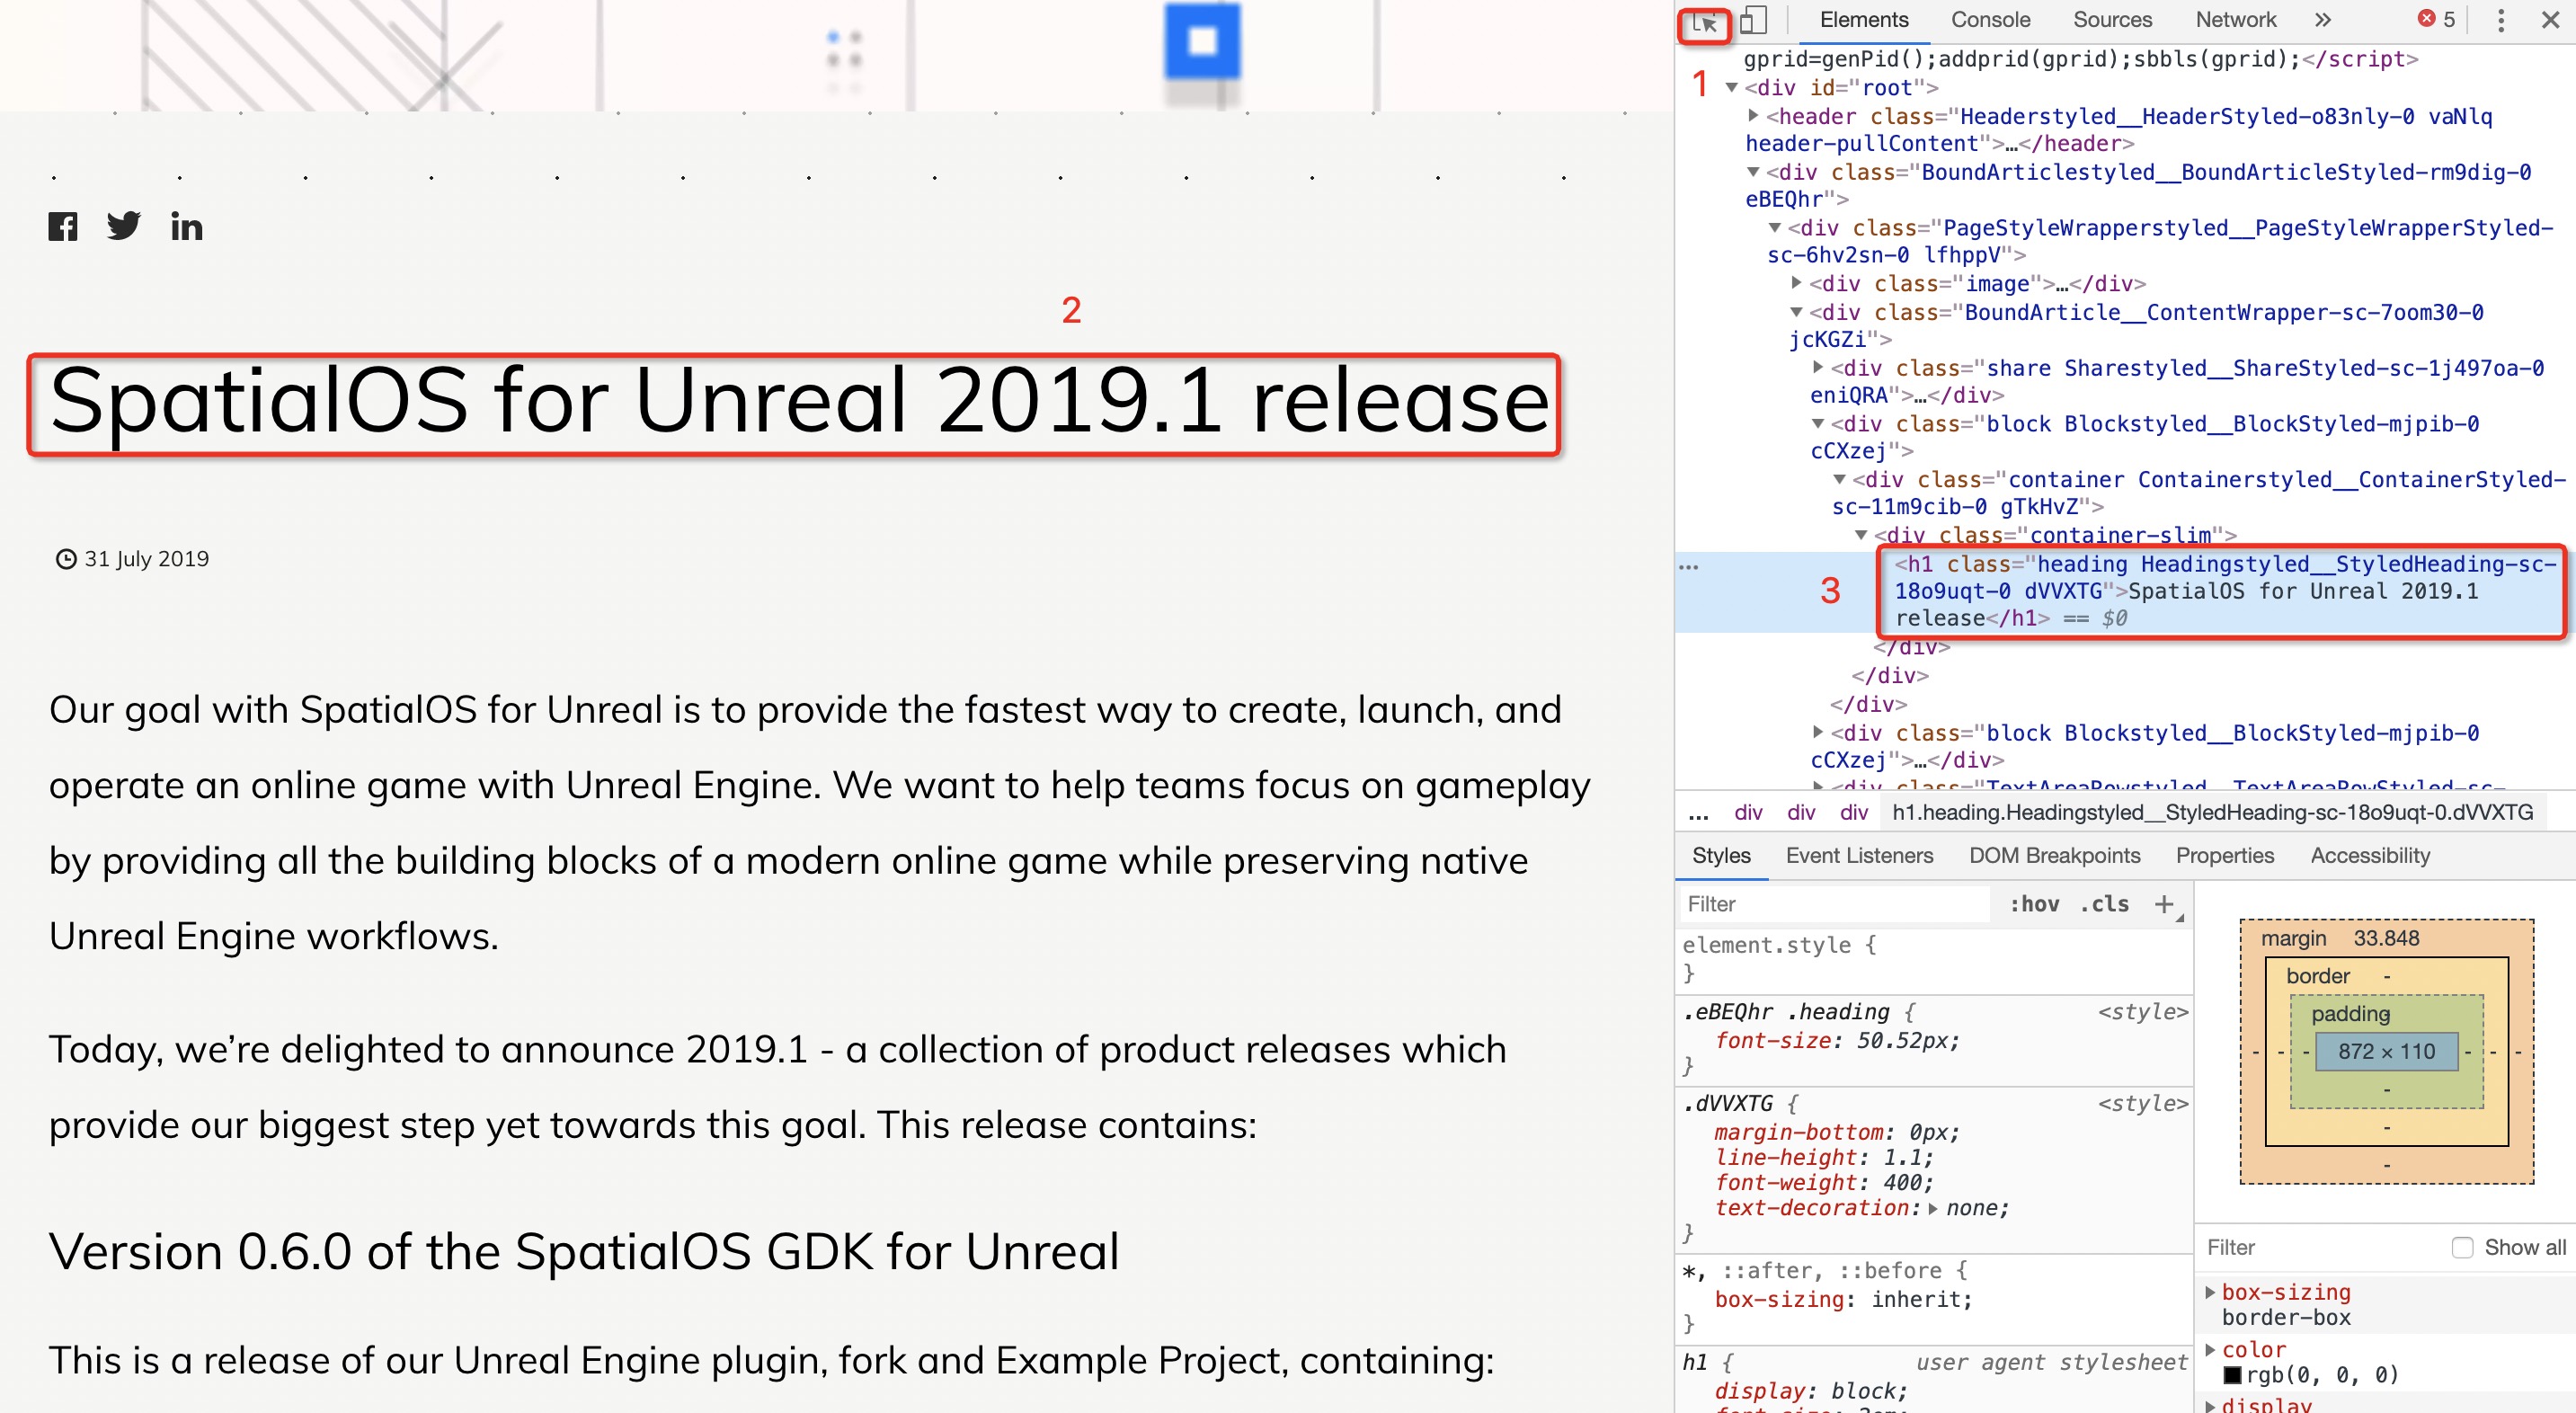 2
SpatialOS for Unreal 2019.1 release
31 July 2019
Our goal with SpatialOS for Unreal is to provide the fastest way to create, launch, and
operate an online game with Unreal Engine. We want to help teams focus on gameplay
by providing all the building blocks of a modern online game while preserving native
Unreal Engine workflows.
Today, we’re delighted to announce 2019.1 - a collection of product releases which
provide our biggest step yet towards this goal. This release contains:
Version 0.6.0 of the SpatialOS GDK for Unreal
This is a release of our Unreal Engine plugin, fork and Example Project, containing:
Elements Console Sources Network » 5
1
gprid=genPid();addprid(gprid);sbbls(gprid);</script>
<div id="root">
<header class="Headerstyled__HeaderStyled-o83nly-0 vaNlq
header-pullContent">…</header>
<div class="BoundArticlestyled__BoundArticleStyled-rm9dig-0
eBEQhr">
<div class="PageStyleWrapperstyled__PageStyleWrapperStyled-
sc-6hv2sn-0 lfhppV">
<div class="image">…</div>
<div class="BoundArticle__ContentWrapper-sc-7oom30-0
jcKGZi">
<div class="share Sharestyled__ShareStyled-sc-1j497oa-0
eniQRA">…</div>
<div class="block Blockstyled__BlockStyled-mjpib-0
cCXzej">
<div class="container Containerstyled__ContainerStyled-
sc-11m9cib-0 gTkHvZ">
<div class="container-slim">
3
<h1 class="heading Headingstyled__StyledHeading-sc-
18o9uqt-0 dVVXTG">SpatialOS for Unreal 2019.1
release</h1> == $0
</div>
</div>
</div>
<div class="block Blockstyled__BlockStyled-mjpib-0
cCXzej">…</div>
<div class="TextAreaRowstyled__TextAreaRowStyled-sc-
... div div div h1.heading.Headingstyled__StyledHeading-sc-18o9uqt-0.dVVXTG
Styles Event Listeners DOM Breakpoints Properties Accessibility
Filter :hov .cls +
element.style {
}
.eBEQhr .heading { <style>
font-size: 50.52px;
}
.dVVXTG { <style>
margin-bottom: 0px;
line-height: 1.1;
font-weight: 400;
text-decoration: none;
}
*, ::after, ::before {
box-sizing: inherit;
}
h1 { user agent stylesheet
display: block;
font-size: 2em;
margin 33.848
border -
padding -
- - - 872 × 110 - - -
-
-
-
Filter Show all
box-sizing
border-box
color
rgb(0, 0, 0)
display